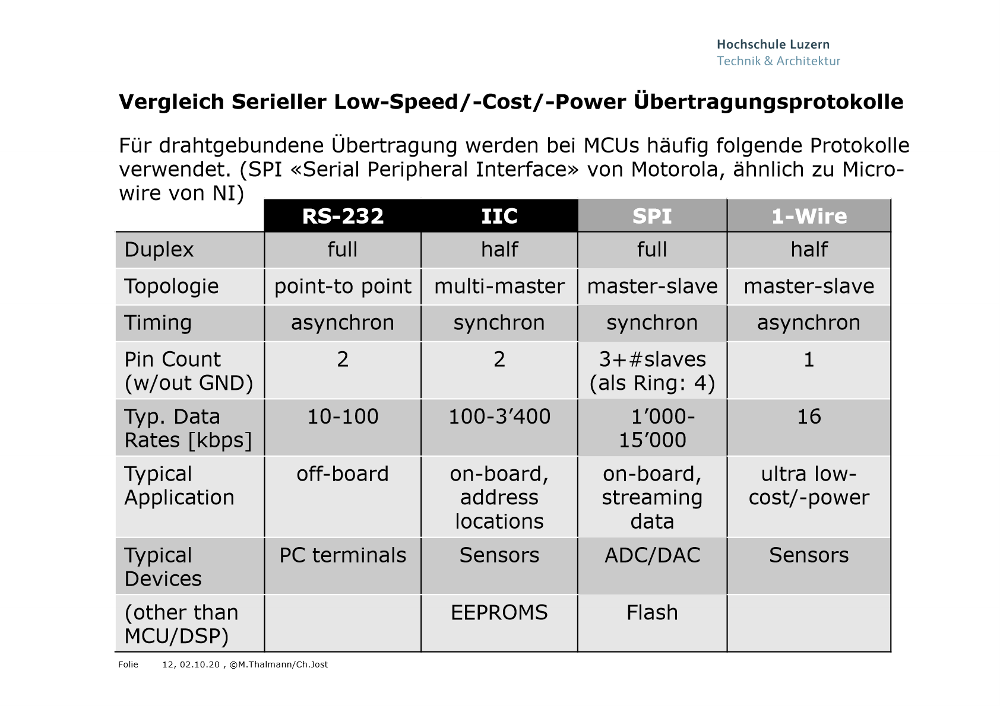 Hochschule Luzern
Technik & Architektur
Vergleich Serieller Low-Speed/-Cost/-Power Übertragungsprotokolle
Für drahtgebundene Übertragung werden bei MCUs häufig folgende Protokolle
verwendet. (SPI «Serial Peripheral Interface» von Motorola, ähnlich zu Micro-
wire von NI)
RS-232 IIC SPI 1-Wire
Duplex full half full half
Topologie point-to point multi-master master-slave master-slave
Timing asynchron synchron synchron asynchron
Pin Count 2 2 3+#slaves 1
(w/out GND) (als Ring: 4)
Typ. Data 10-100 100-3’400 1’000- 16
Rates [kbps] 15’000
Typical off-board on-board, on-board, ultra low-
Application address streaming cost/-power
locations data
Typical PC terminals Sensors ADC/DAC Sensors
Devices
(other than EEPROMS Flash
MCU/DSP)
Folie 12, 02.10.20 , ©M.Thalmann/Ch.Jost